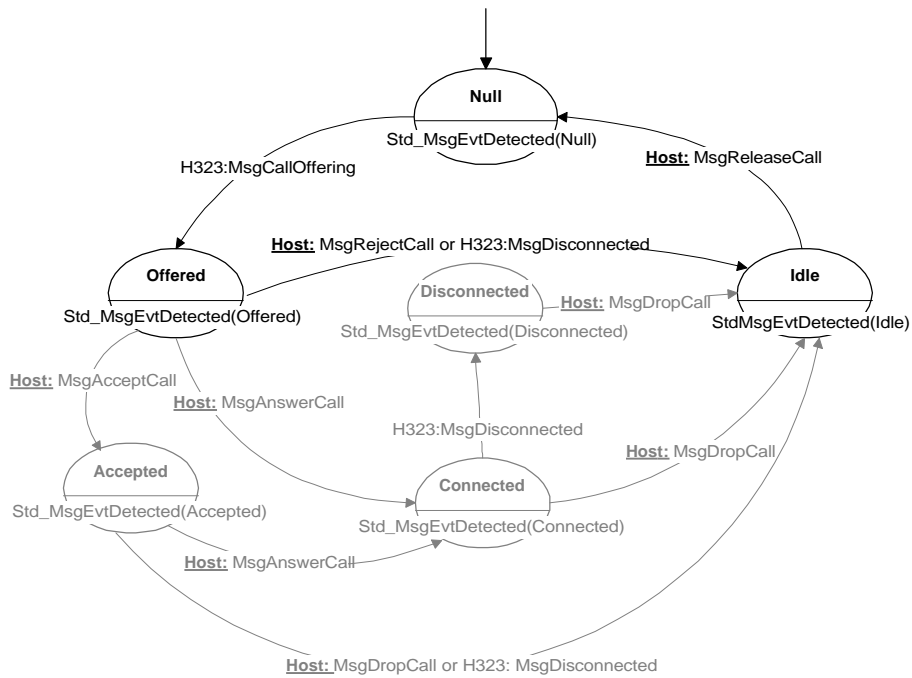 Null
Std_MsgEvtDetected(Null)
Host: MsgReleaseCall
H323:MsgCallOffering
Host: MsgRejectCall or H323:MsgDisconnected
Offered
Std_MsgEvtDetected(Offered)
Disconnected
Std_MsgEvtDetected(Disconnected)
Host: MsgDropCall
Idle
StdMsgEvtDetected(Idle)
Host: MsgAcceptCall
Host: MsgAnswerCall
H323:MsgDisconnected
Host: MsgDropCall
Accepted
Std_MsgEvtDetected(Accepted)
Connected
Std_MsgEvtDetected(Connected)
Host: MsgAnswerCall
Host: MsgDropCall or H323: MsgDisconnected